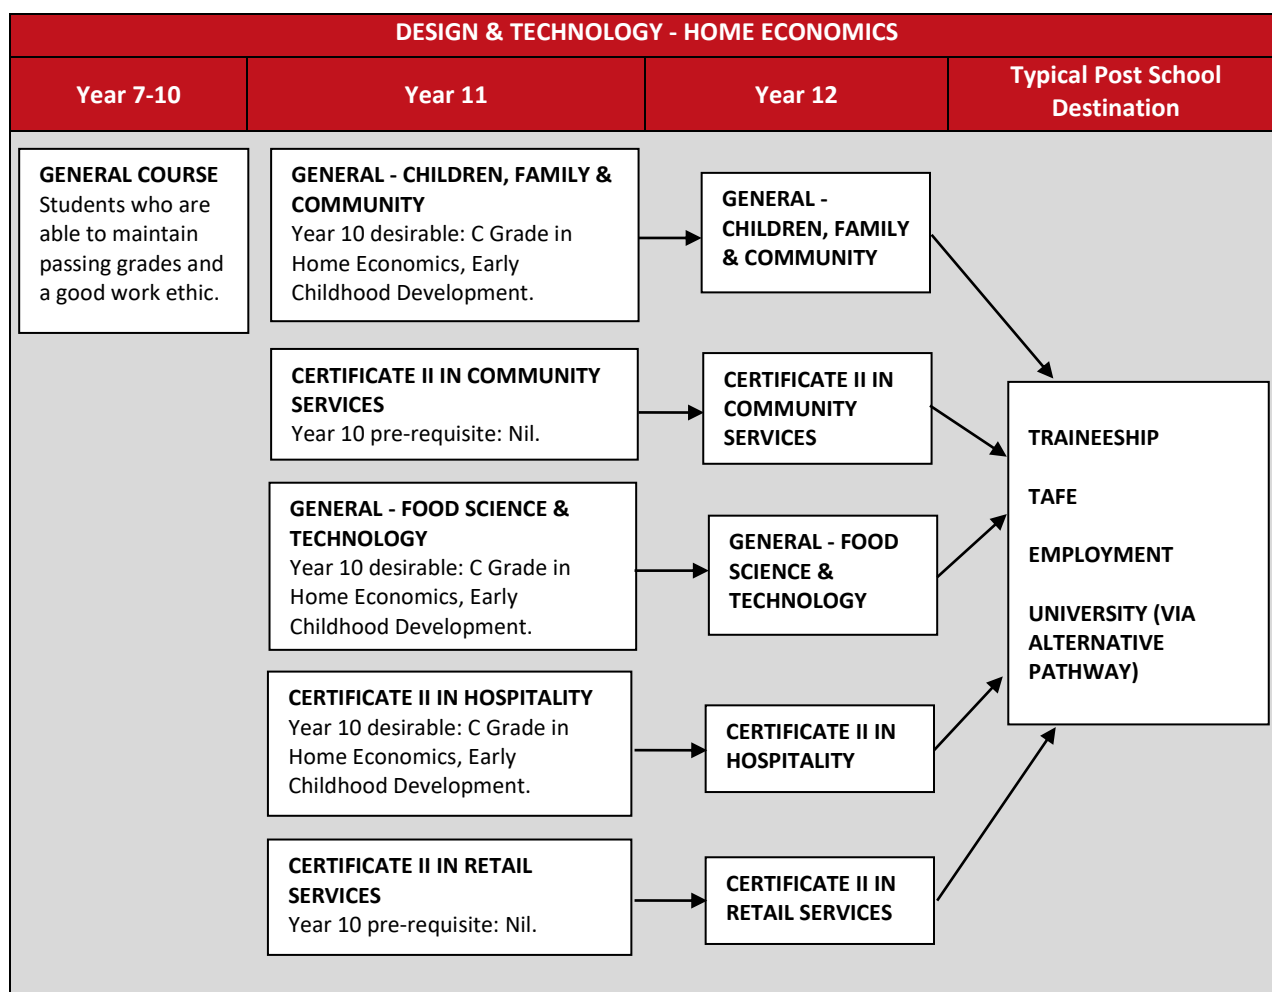 DESIGN & TECHNOLOGY - HOME ECONOMICS
Year 7-10
Year 11
Year 12
Typical Post School
Destination
GENERAL COURSE
Students who are
able to maintain
passing grades and
a good work ethic.
GENERAL - CHILDREN, FAMILY &
COMMUNITY
Year 10 desirable: C Grade in
Home Economics, Early
Childhood Development.
GENERAL -
CHILDREN, FAMILY
& COMMUNITY
CERTIFICATE II IN COMMUNITY
SERVICES
Year 10 pre-requisite: Nil.
CERTIFICATE II IN
COMMUNITY
SERVICES
GENERAL - FOOD SCIENCE &
TECHNOLOGY
Year 10 desirable: C Grade in
Home Economics, Early
Childhood Development.
GENERAL - FOOD
SCIENCE &
TECHNOLOGY
CERTIFICATE II IN HOSPITALITY
Year 10 desirable: C Grade in
Home Economics, Early
Childhood Development.
CERTIFICATE II IN
HOSPITALITY
CERTIFICATE II IN RETAIL
SERVICES
Year 10 pre-requisite: Nil.
CERTIFICATE II IN
RETAIL SERVICES
TRAINEESHIP
TAFE
EMPLOYMENT
UNIVERSITY (VIA
ALTERNATIVE
PATHWAY)